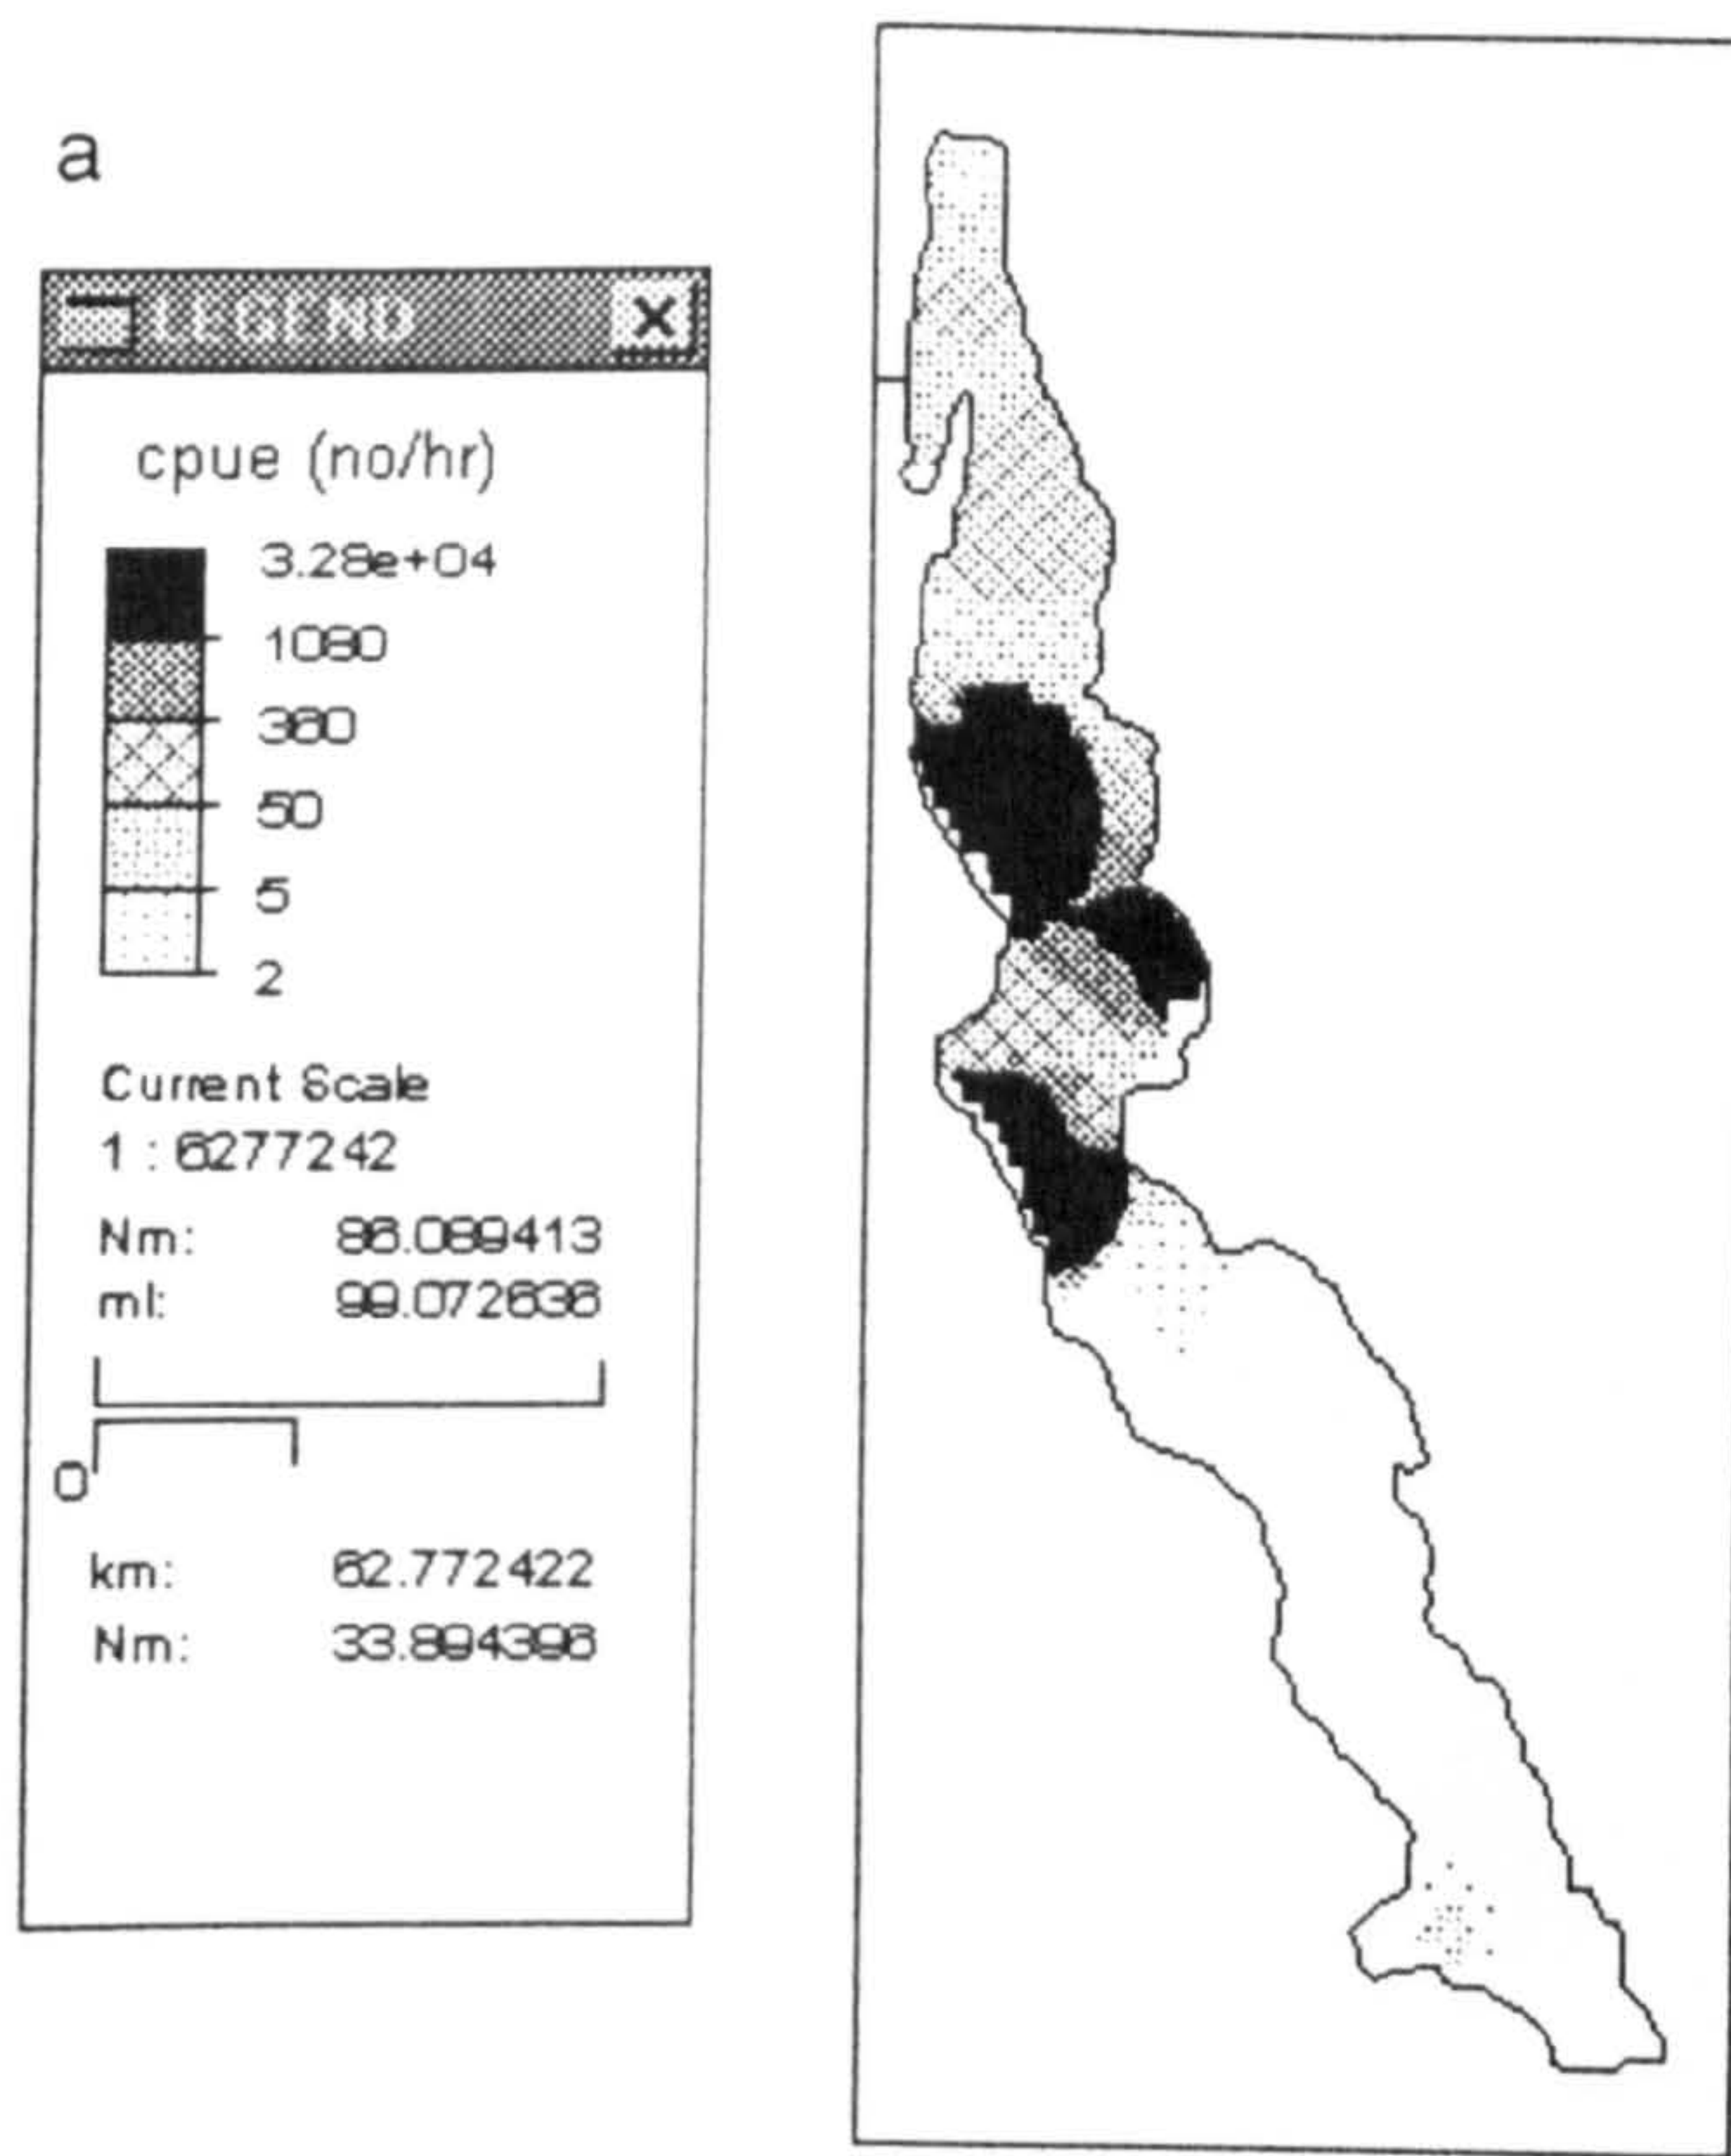 a
LEGEND
cpue (no/hr)
3.28e+04
1080
360
50
5
2
Current Scale
1 : 6277242
Nm: 86.089413
ml: 99.072636
0
km: 62.772422
Nm: 33.894396